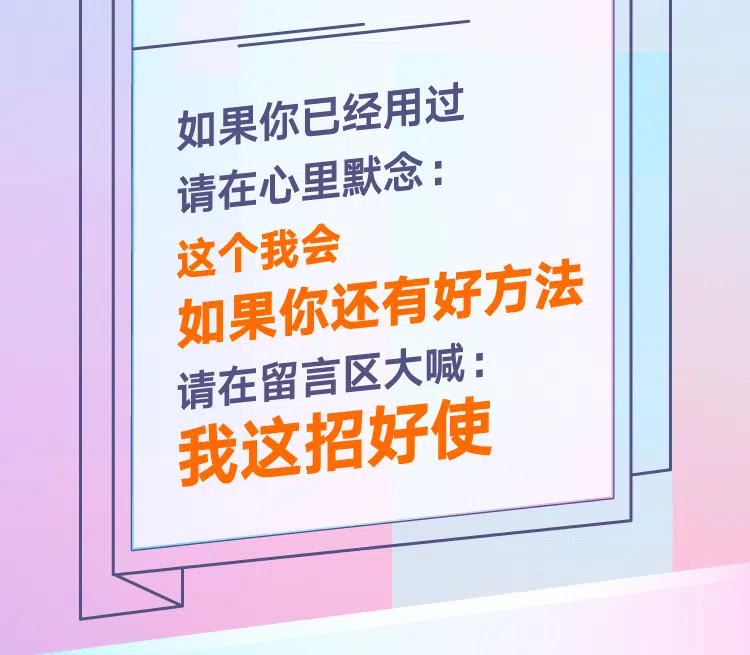 如果你已经用过
请在心里默念：
这个我会
如果你还有好方法
请在留言区大喊：
我这招好使